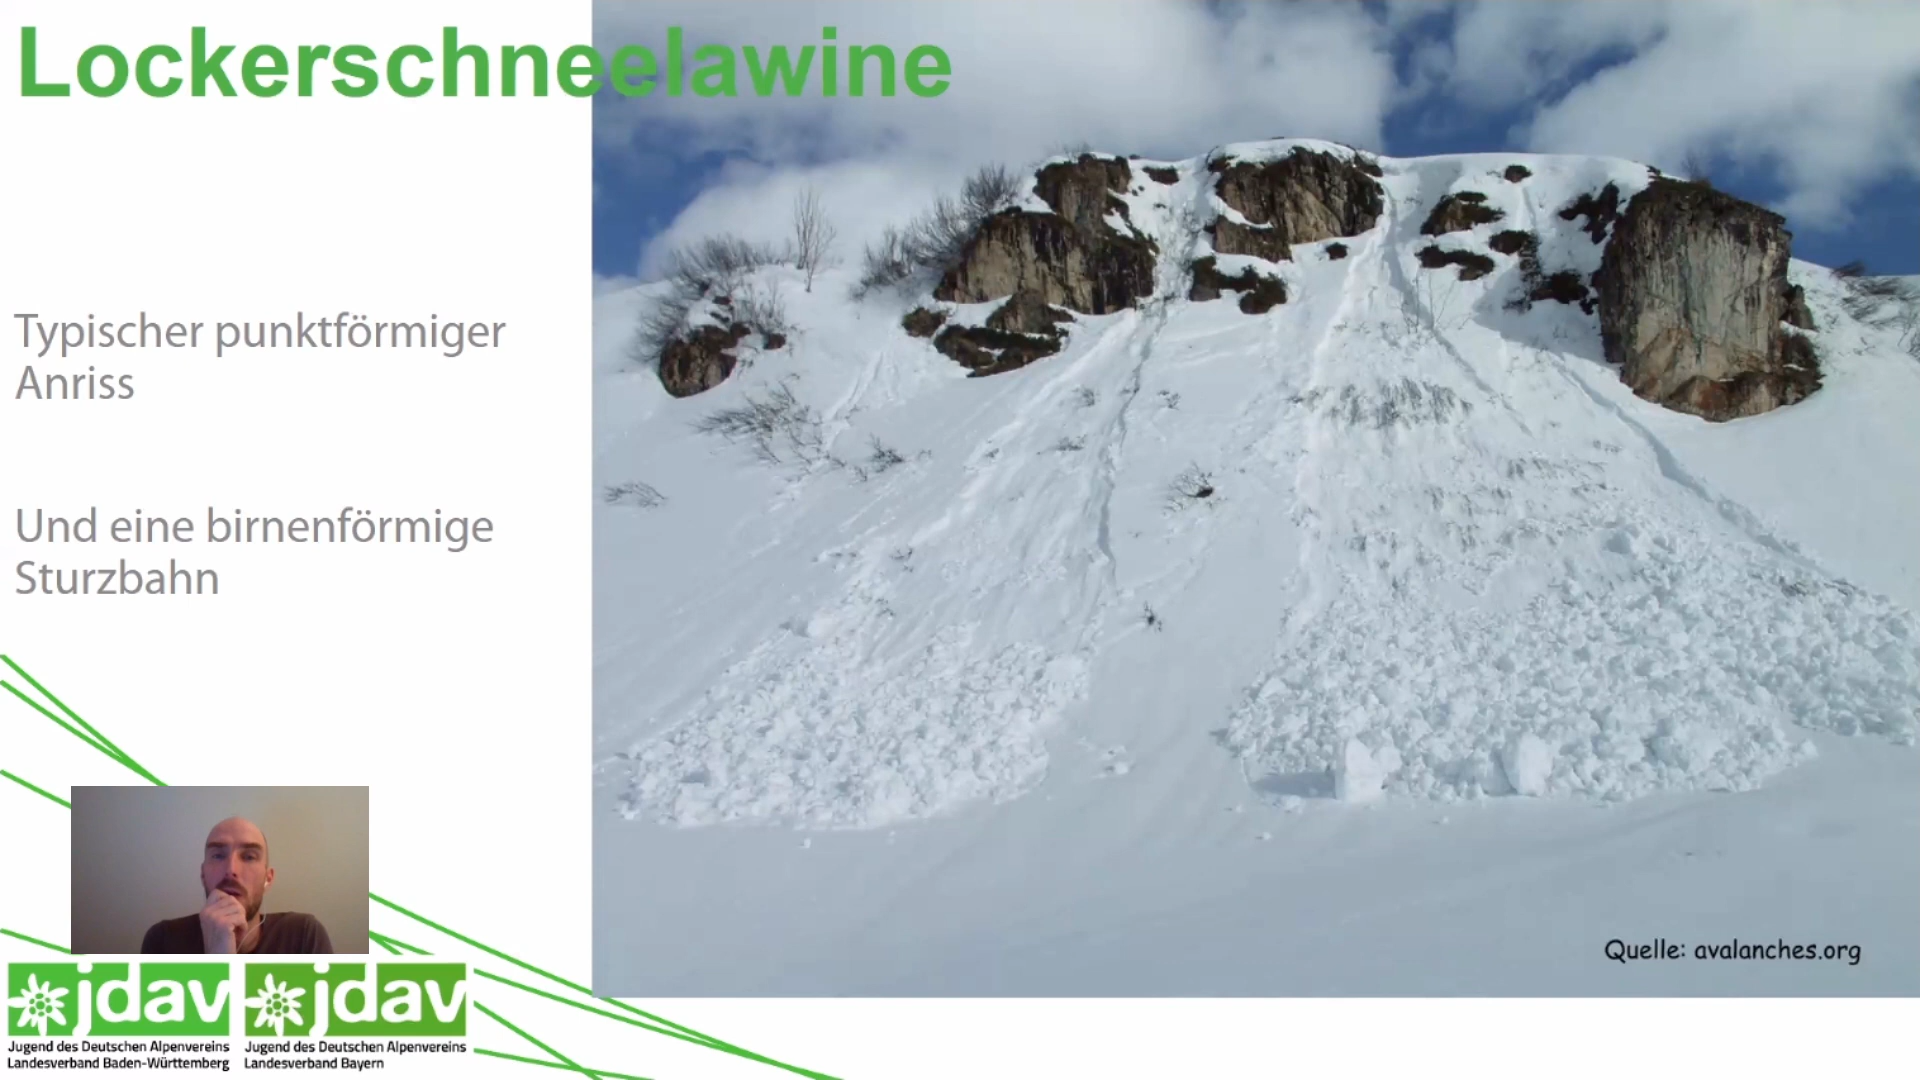 Lockerschneelawine
Typischer punktförmiger
Anriss
Und eine birnenförmige
Sturzbahn
Quelle: avalanches.org
jdav
Jugend des Deutschen Alpenvereins
Landesverband Baden-Württemberg
jdav
Jugend des Deutschen Alpenvereins
Landesverband Bayern